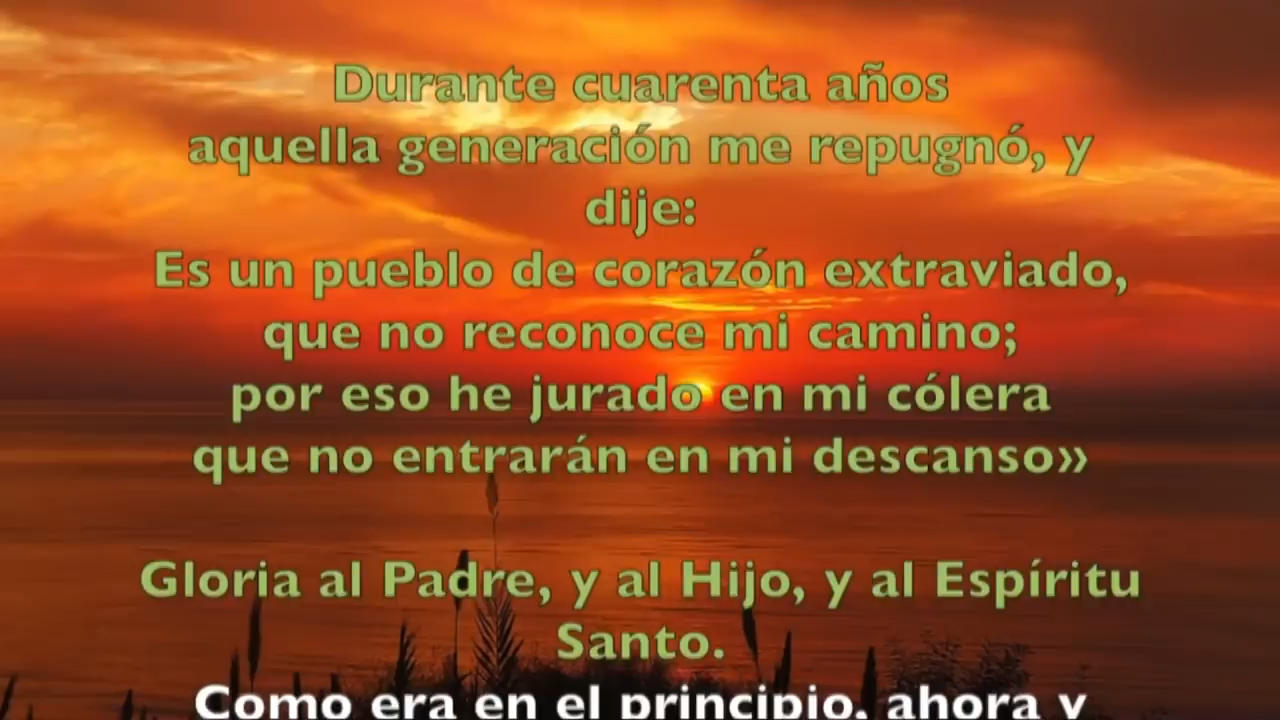 Durante cuarenta años
aquella generación me repugnó, y
dije:
Es un pueblo de corazón extraviado,
que no reconoce mi camino;
por eso he jurado en mi cólera
que no entrarán en mi descanso»
Gloria al Padre, y al Hijo, y al Espíritu
Santo.
Como era en el principio, ahora y